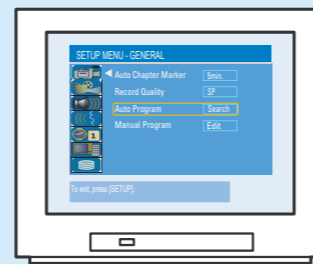 SETUP MENU - GENERAL
Auto Chapter Marker 5min.
Record Quality SP
Auto Program Search
Manual Program Edit
1
To exit, press [SETUP]